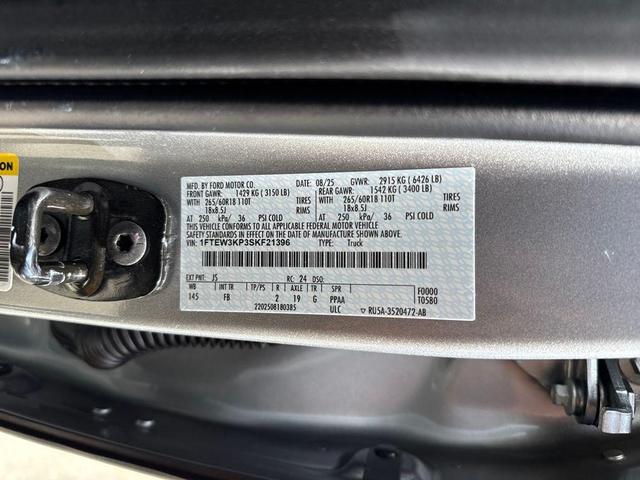 ON
MFD. BY FORD MOTOR CO. DATE: 08/25 GVWR: 2915 KG ( 6426 LB)
FRONT GAWR: 1429 KG ( 3150 LB) REAR GAWR: 1542 KG ( 3400 LB)
265/60R18 110T TIRES 265/60R18 110T TIRES
18x8.5J RIMS 18x8.5J RIMS
AT 250 kPa/ 36 PSI COLD AT 250 kPa/ 36 PSI COLD
THIS VEHICLE CONFORMS TO ALL APPLICABLE FEDERAL MOTOR VEHICLE
SAFETY STANDARDS IN EFFECT ON THE DATE OF MANUFACTURE SHOWN ABOVE.
VIN: 1FTEW3KP3SKF21396 TYPE: Truck
EXT PNT: JS RC: 24 DSO:
WB INT TR TP/PS R AXLE TR SPR
145 FB 2 19 G PPAA F0000
2202508180385 ULC T0580
▽ RU5A-3520472-AB